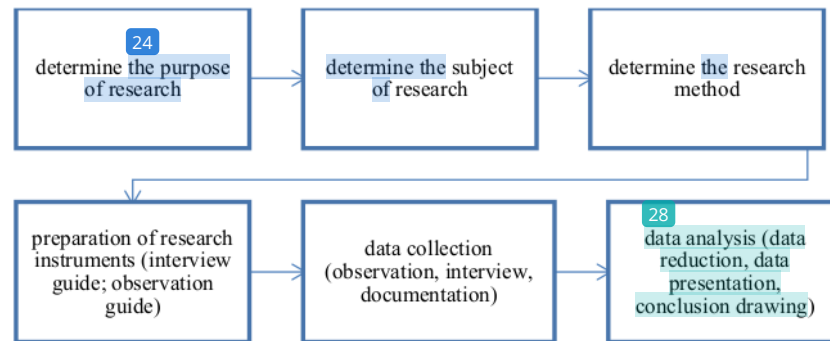 24
determine the purpose
of research
determine the subject
of research
determine the research
method
preparation of research
instruments (interview
guide; observation
guide)
data collection
(observation, interview,
documentation)
28
data analysis (data
reduction, data
presentation,
conclusion drawing)